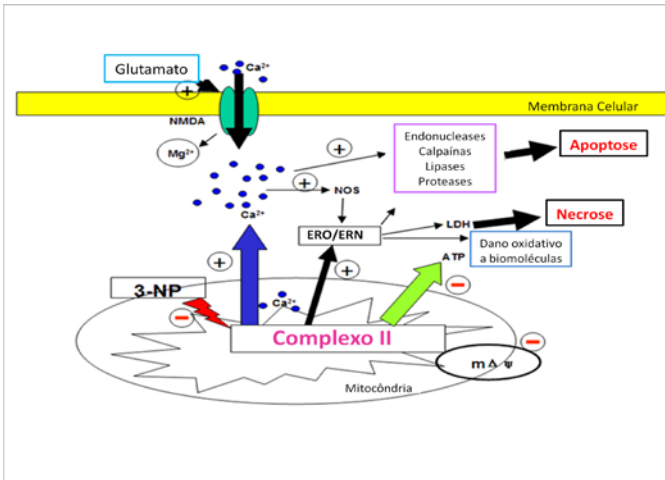 Glutamato
Ca²⁺
+
Membrana Celular
NMDA
Mg²⁺
+
Endonucleases
Calpaínas
Lipases
Proteases
Apoptose
+
NOS
Ca²⁺
ERO/ERN
LDH
Necrose
Dano oxidativo
a biomoléculas
+
+
ATP
−
3-NP
−
Ca²⁺
Complexo II
−
m Δ ψ
Mitocôndria